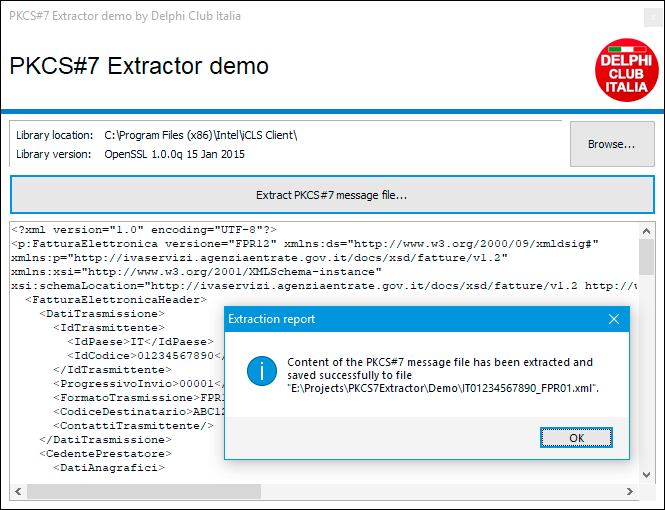 PKCS#7 Extractor demo by Delphi Club Italia
PKCS#7 Extractor demo
DELPHI
CLUB
ITALIA
Library location: C:\Program Files (x86)\Intel\iCLS Client\
Library version: OpenSSL 1.0.0q 15 Jan 2015
Browse...
Extract PKCS#7 message file...
<?xml version="1.0" encoding="UTF-8"?>
<p:FatturaElettronica versione="FPR12" xmlns:ds="http://www.w3.org/2000/09/xmldsig#"
xmlns:p="http://ivaservizi.agenziaentrate.gov.it/docs/xsd/fatture/v1.2"
xmlns:xsi="http://www.w3.org/2001/XMLSchema-instance"
xsi:schemaLocation="http://ivaservizi.agenziaentrate.gov.it/docs/xsd/fatture/v1.2 http://w
<FatturaElettronicaHeader>
<DatiTrasmissione>
<IdTrasmittente>
<IdPaese>IT</IdPaese>
<IdCodice>01234567890</
</IdTrasmittente>
<ProgressivoInvio>00001</
<FormatoTrasmissione>FPR
<CodiceDestinatario>ABC12
<ContattiTrasmittente/>
</DatiTrasmissione>
<CedentePrestatore>
<DatiAnagrafici>
Extraction report
Content of the PKCS#7 message file has been extracted and
saved successfully to file
"E:\Projects\PKCS7Extractor\Demo\IT01234567890_FPR01.xml".
OK